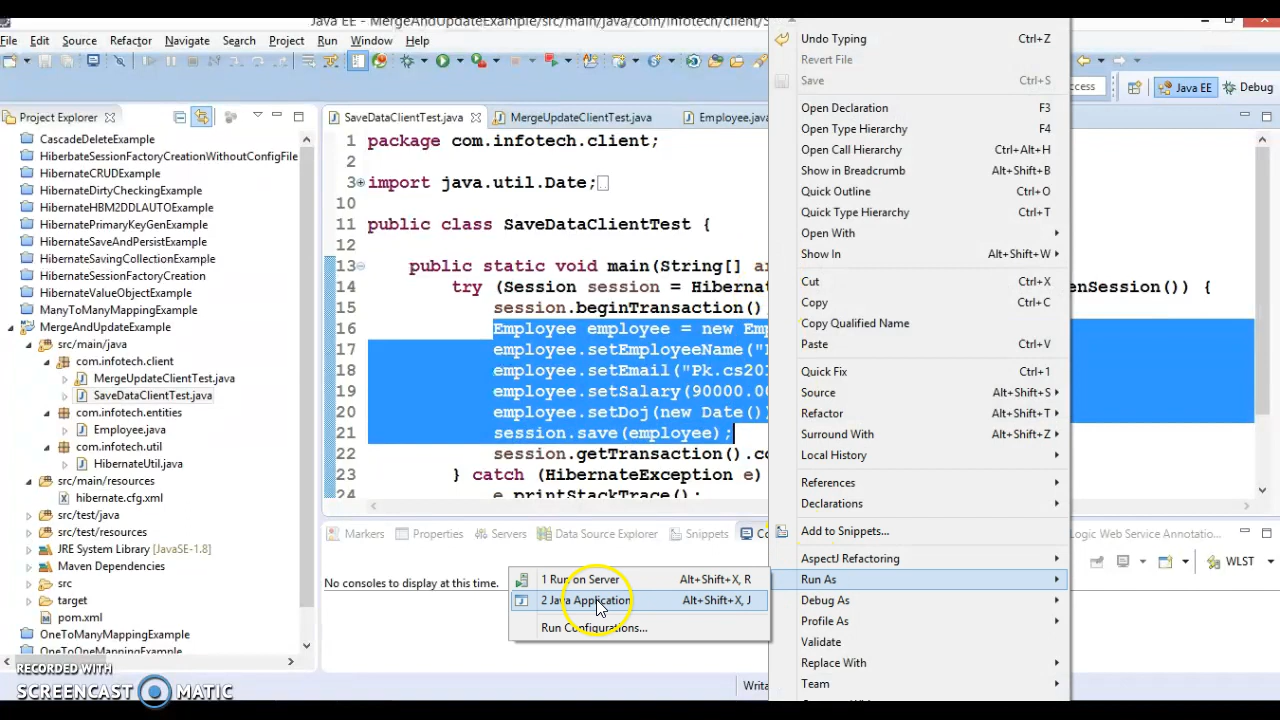 Java EE - MergeAndUpdateExample/src/main/java/com/infotech/client/S
File Edit Source Refactor Navigate Search Project Run Window Help
Java EE
Debug
Project Explorer
CascadeDeleteExample
HiberbateSessionFactoryCreationWithoutConfigFile
HibernateCRUDExample
HibernateDirtyCheckingExample
HibernateHBM2DDLAUTOExample
HibernatePrimaryKeyGenExample
HibernateSaveAndPersistExample
HibernateSavingCollectionExample
HibernateSessionFactoryCreation
HibernateValueObjectExample
ManyToManyMappingExample
MergeAndUpdateExample
src/main/java
com.infotech.client
MergeUpdateClientTest.java
SaveDataClientTest.java
com.infotech.entities
Employee.java
com.infotech.util
HibernateUtil.java
src/main/resources
hibernate.cfg.xml
src/test/java
src/test/resources
JRE System Library [JavaSE-1.8]
Maven Dependencies
src
target
pom.xml
OneToManyMappingExample
OneToOneMappingExample
SaveDataClientTest.java MergeUpdateClientTest.java Employee.java
1 package com.infotech.client;
2
3 import java.util.Date;
10
11 public class SaveDataClientTest {
12
13 public static void main(String[] ar
14 try (Session session = Hibernat enSession()) {
15 session.beginTransaction()
16 Employee employee = new Emp
17 employee.setEmployeeName("
18 employee.setEmail("Pk.cs201
19 employee.setSalary(90000.00
20 employee.setDoj(new Date())
21 session.save(employee);
22 session.getTransaction().co
23 } catch (HibernateException e)
24 e.printStackTrace();
Markers Properties Servers Data Source Explorer Snippets Co
Logic Web Service Annotatio...
WLST
No consoles to display at this time.
1 Run on Server Alt+Shift+X, R
2 Java Application Alt+Shift+X, J
Run Configurations...
Undo Typing Ctrl+Z
Revert File
Save Ctrl+S
Open Declaration F3
Open Type Hierarchy F4
Open Call Hierarchy Ctrl+Alt+H
Show in Breadcrumb Alt+Shift+B
Quick Outline Ctrl+O
Quick Type Hierarchy Ctrl+T
Open With
Show In Alt+Shift+W
Cut Ctrl+X
Copy Ctrl+C
Copy Qualified Name
Paste Ctrl+V
Quick Fix Ctrl+1
Source Alt+Shift+S
Refactor Alt+Shift+T
Surround With Alt+Shift+Z
Local History
References
Declarations
Add to Snippets...
AspectJ Refactoring
Run As
Debug As
Profile As
Validate
Replace With
Team
Writa
RECORDED WITH
SCREENCAST MATIC